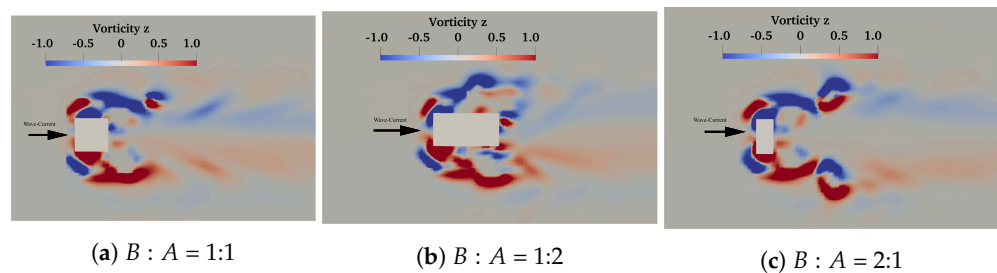 Vorticity z
-1.0 -0.5 0 0.5 1.0
Wave-Current
(a) B : A = 1:1
Vorticity z
-1.0 -0.5 0 0.5 1.0
Wave-Current
(b) B : A = 1:2
Vorticity z
-1.0 -0.5 0 0.5 1.0
Wave-Current
(c) B : A = 2:1